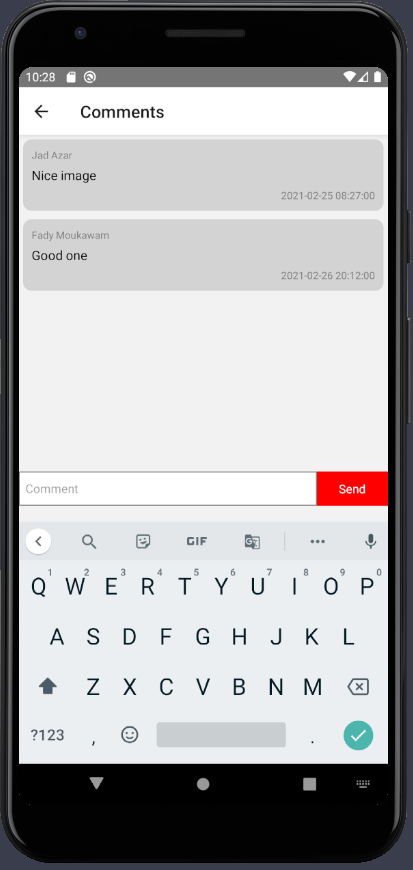 10:28
Comments
Jad Azar
Nice image
2021-02-25 08:27:00
Fady Moukawam
Good one
2021-02-26 20:12:00
Comment
Send
GIF
1 2 3 4 5 6 7 8 9 0
Q W E R T Y U I O P
A S D F G H J K L
Z X C V B N M
?123 , .